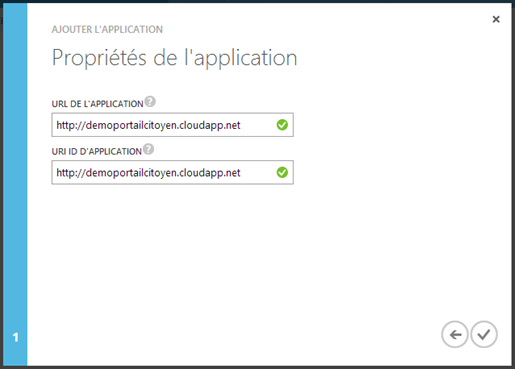 AJOUTER L'APPLICATION
Propriétés de l'application
URL DE L'APPLICATION ?
http://demoportailcitoyen.cloudapp.net
URI ID D'APPLICATION ?
http://demoportailcitoyen.cloudapp.net
1